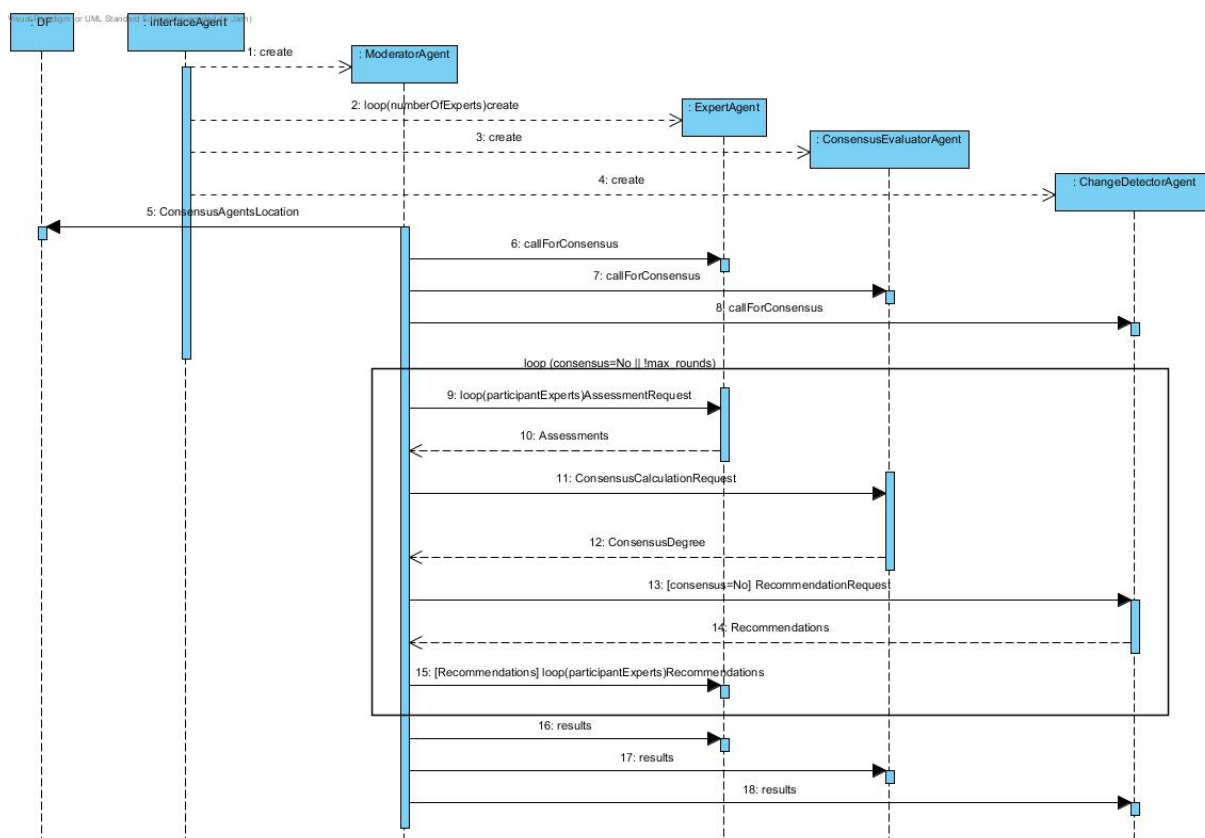 : DF
: interfaceAgent
1: create
: ModeratorAgent
2: loop(numberOfExperts)create
: ExpertAgent
3: create
: ConsensusEvaluatorAgent
4: create
: ChangeDetectorAgent
5: ConsensusAgentsLocation
6: callForConsensus
7: callForConsensus
8: callForConsensus
loop (consensus=No || !max_rounds)
9: loop(participantExperts)AssessmentRequest
10: Assessments
11: ConsensusCalculationRequest
12: ConsensusDegree
13: [consensus=No] RecommendationRequest
14: Recommendations
15: [Recommendations] loop(participantExperts)Recommendations
16: results
17: results
18: results